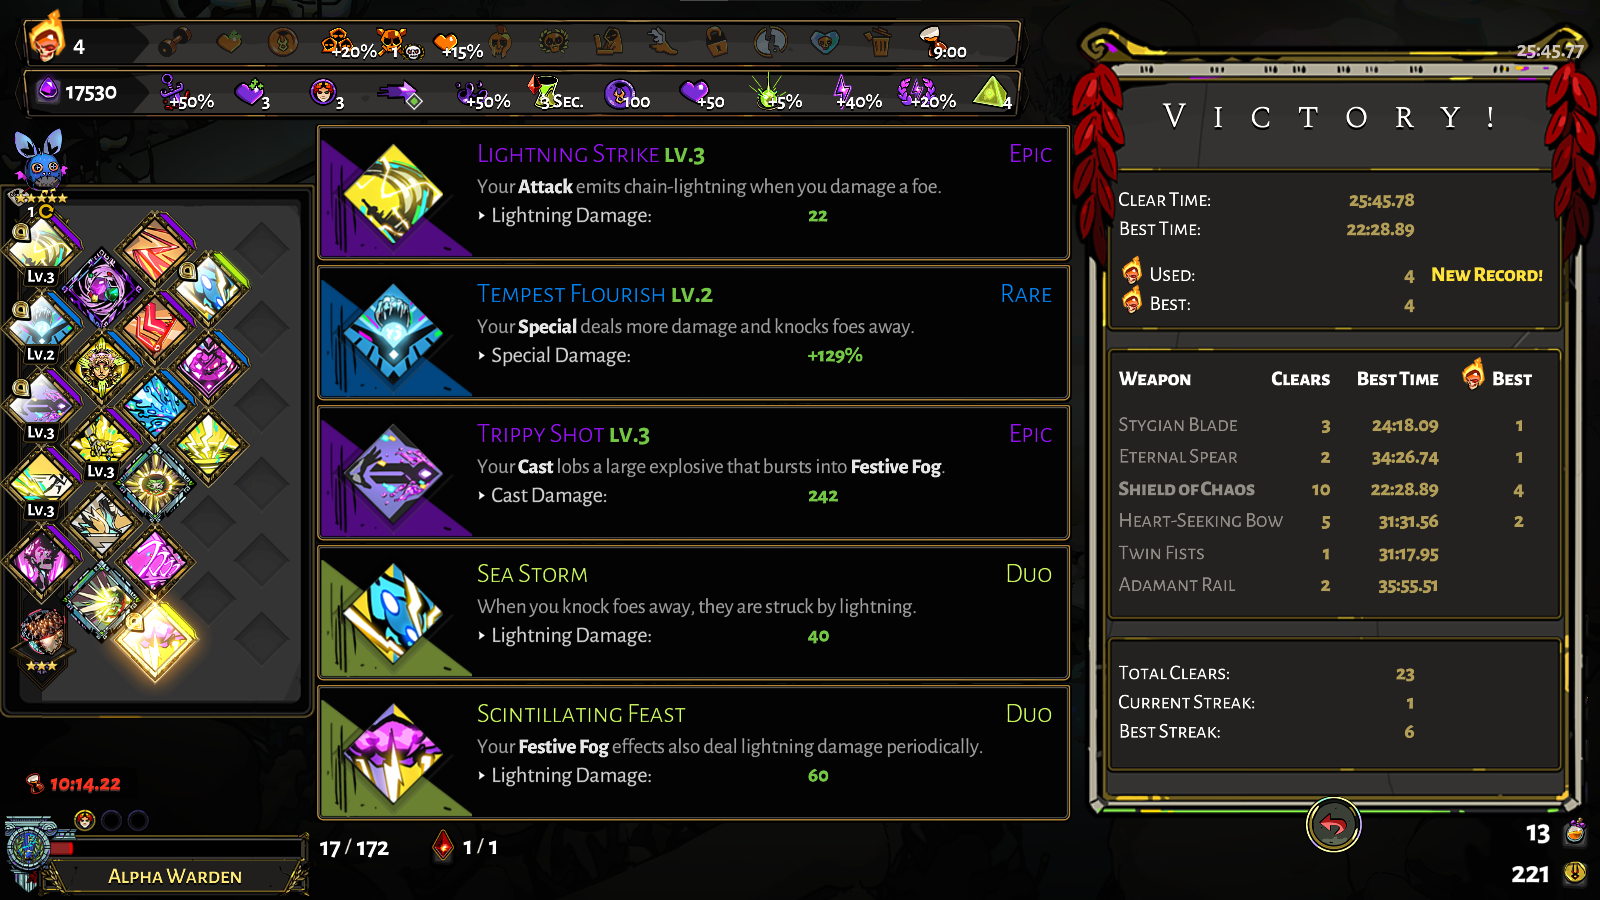 4
+20%
1
+15%
9:00
25:45.77
17530
+50%
3
3
+50%
3 Sec.
100
+50
+5%
+40%
+20%
4
Victory!
1
Lv.3
Lv.2
Lv.3
Lv.3
Lv.3
Lightning Strike Lv.3
Epic
Your Attack emits chain-lightning when you damage a foe.
Lightning Damage: 22
Tempest Flourish Lv.2
Rare
Your Special deals more damage and knocks foes away.
Special Damage: +129%
Trippy Shot Lv.3
Epic
Your Cast lobs a large explosive that bursts into Festive Fog.
Cast Damage: 242
Sea Storm
Duo
When you knock foes away, they are struck by lightning.
Lightning Damage: 40
Scintillating Feast
Duo
Your Festive Fog effects also deal lightning damage periodically.
Lightning Damage: 60
Clear Time: 25:45.78
Best Time: 22:28.89
Used: 4 New Record!
Best: 4
Weapon Clears Best Time Best
Stygian Blade 3 24:18.09 1
Eternal Spear 2 34:26.74 1
Shield of Chaos 10 22:28.89 4
Heart-Seeking Bow 5 31:31.56 2
Twin Fists 1 31:17.95
Adamant Rail 2 35:55.51
Total Clears: 23
Current Streak: 1
Best Streak: 6
10:14.22
17 / 172
1 / 1
Alpha Warden
13
221